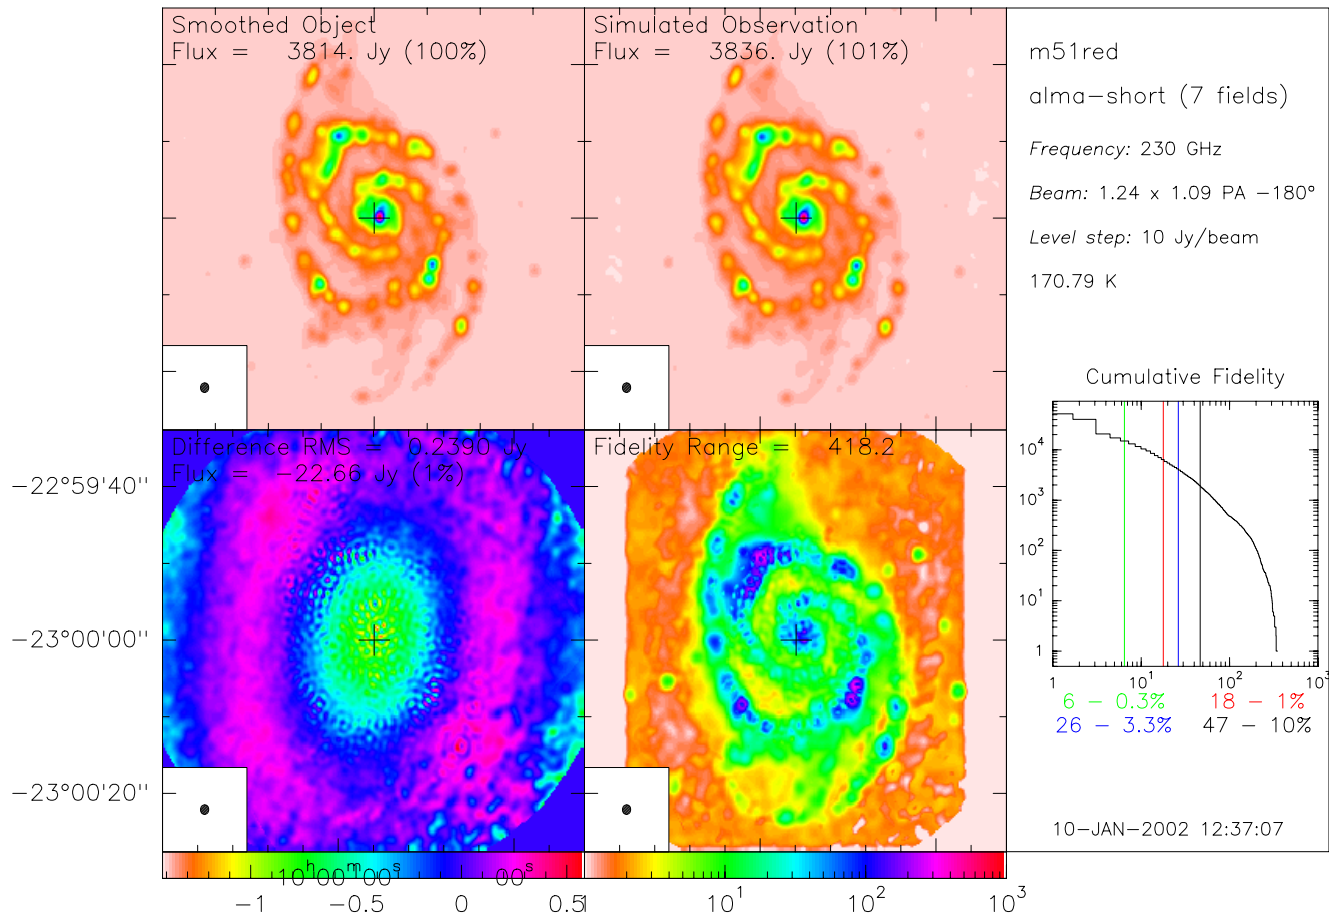 Smoothed Object
Flux = 3814. Jy (100%)
Simulated Observation
Flux = 3836. Jy (101%)
m51red
alma-short (7 fields)
Frequency: 230 GHz
Beam: 1.24 x 1.09 PA -180°
Level step: 10 Jy/beam
170.79 K
Difference RMS = 0.2390 Jy
Flux = -22.66 Jy (1%)
Fidelity Range = 418.2
-22°59'40''
-23°00'00''
-23°00'20''
10h00m00s 00s
-1 -0.5 0 0.5
10¹ 10² 10³
Cumulative Fidelity
10⁴
10³
10²
10¹
1
1 10¹ 10² 10³
6 - 0.3% 18 - 1%
26 - 3.3% 47 - 10%
10-JAN-2002 12:37:07